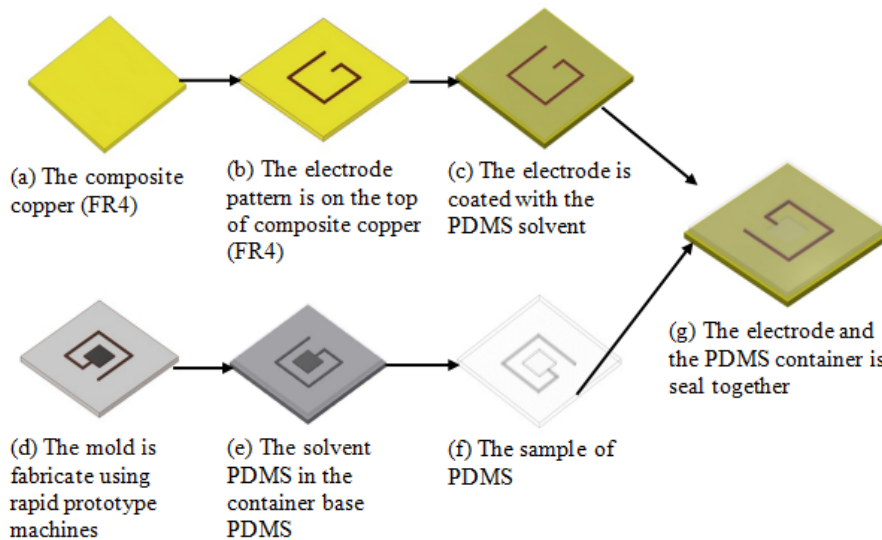 (a) The composite
copper (FR4)
(b) The electrode
pattern is on the top
of composite copper
(FR4)
(c) The electrode is
coated with the
PDMS solvent
(d) The mold is
fabricate using
rapid prototype
machines
(e) The solvent
PDMS in the
container base
PDMS
(f) The sample of
PDMS
(g) The electrode and
the PDMS container is
seal together